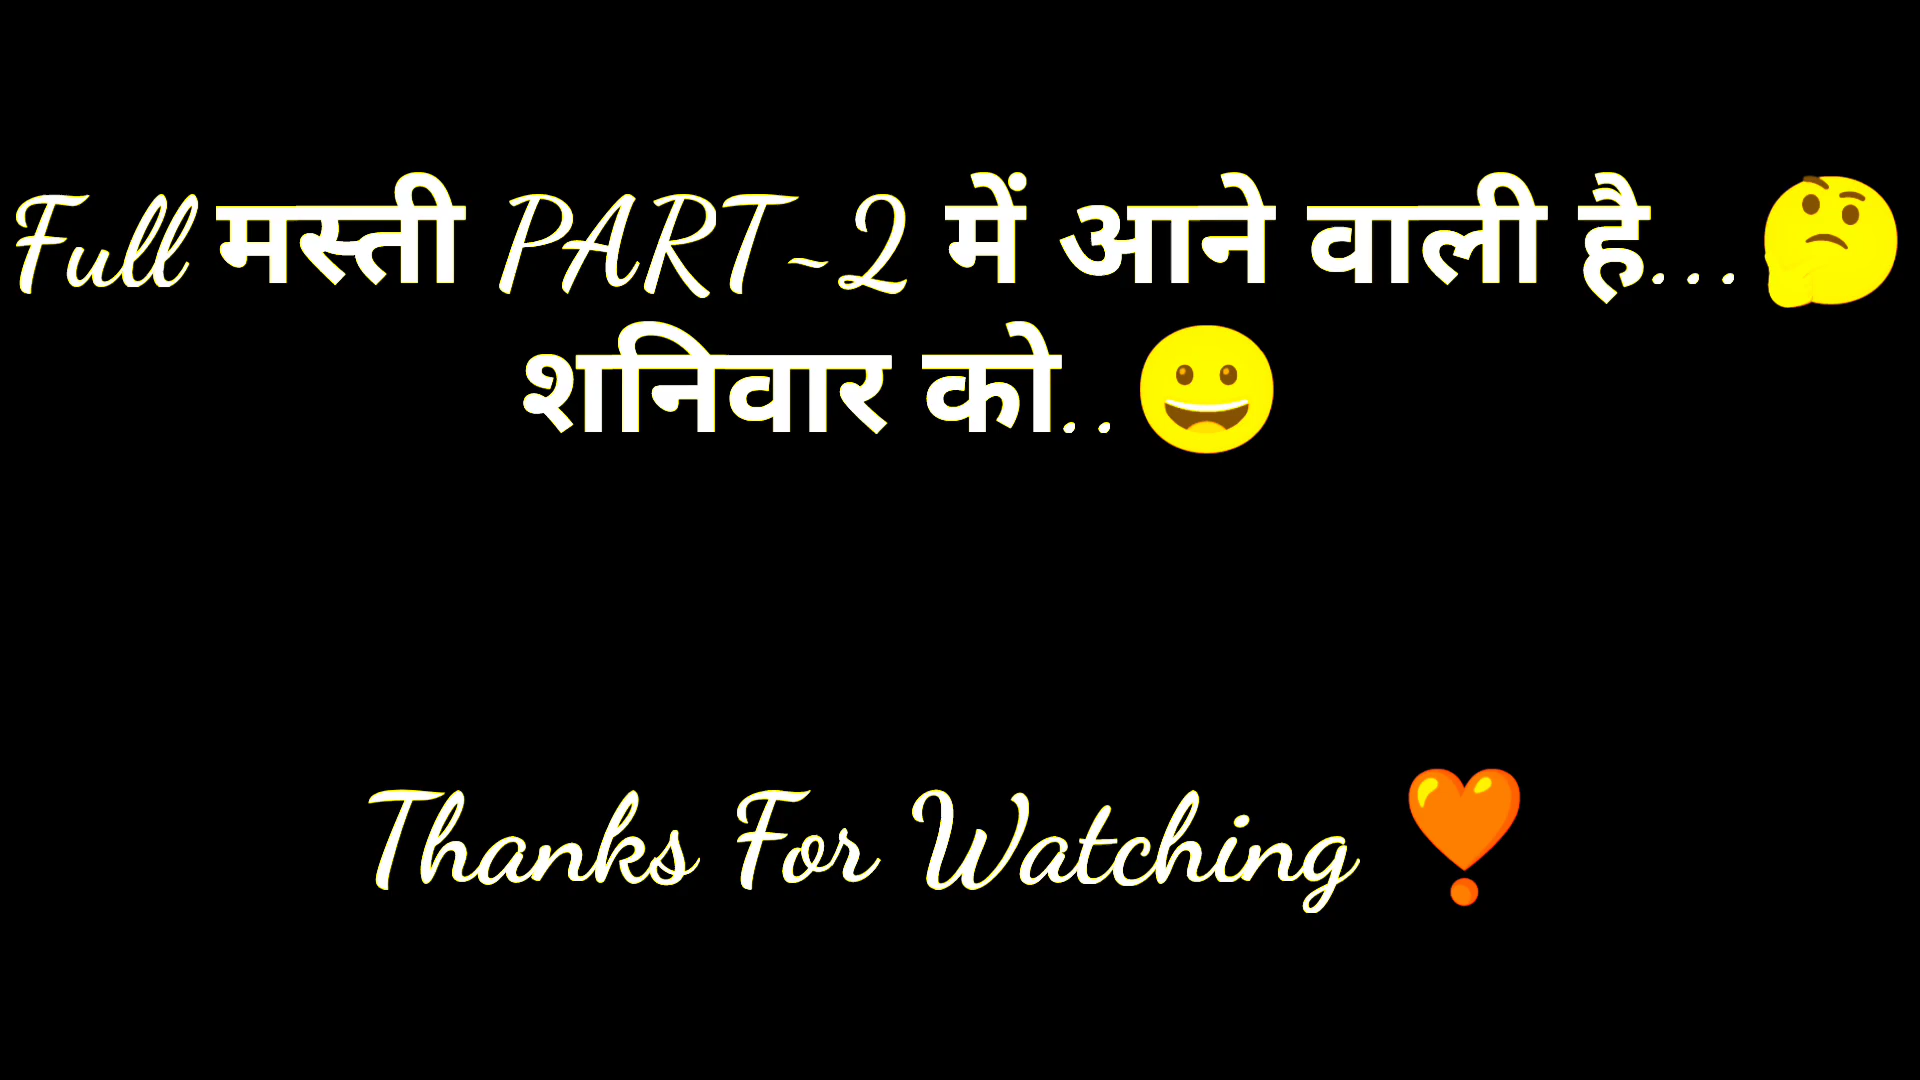 Full मस्ती PART-2 में आने वाली है...🤔
शनिवार को..😀
Thanks For Watching 🧡